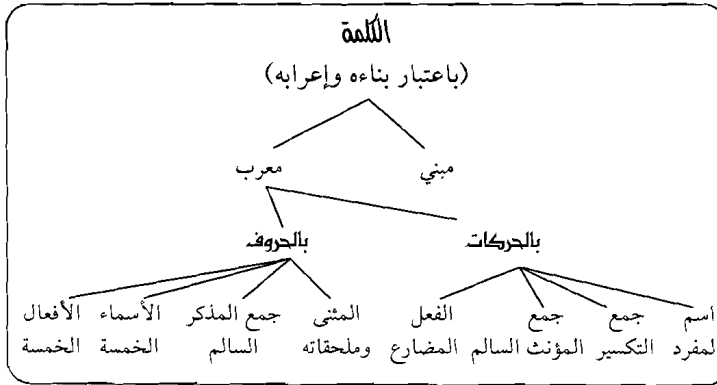 الكلمة
(باعتبار بناءه وإعرابه)
مبني
معرب
بالحركات
بالحروف
اسم
لمفرد
جمع
التكسير
جمع
المؤنث السالم
الفعل
المضارع
المثنى
وملحقاته
جمع المذكر
السالم
الأسماء
الخمسة
الأفعال
الخمسة